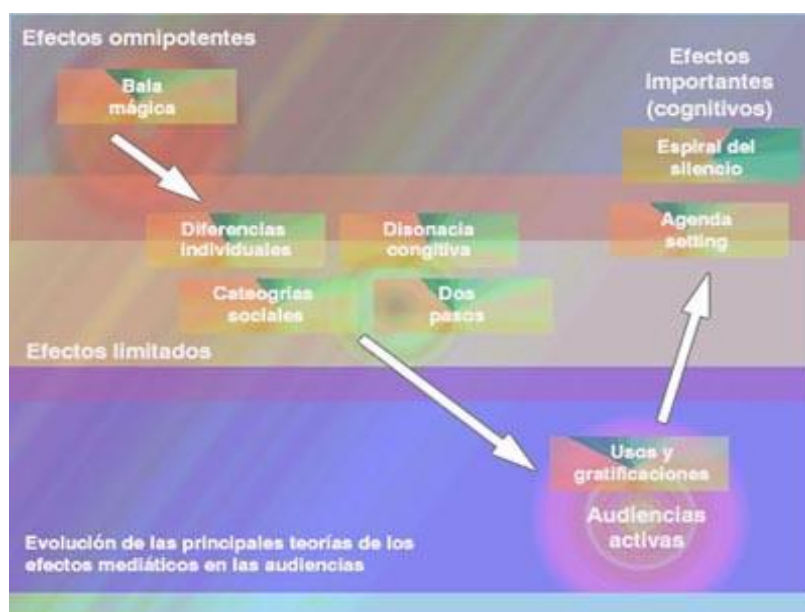 Efectos omnipotentes
Bala
mágica
Efectos
importantes
(cognitivos)
Espiral del
silencio
Agenda
setting
Diferencias
individuales
Disonacia
congitiva
Cateogrías
sociales
Dos
pasos
Efectos limitados
Usos y
gratificaciones
Audiencias
activas
Evolución de las principales teorías de los
efectos mediáticos en las audiencias